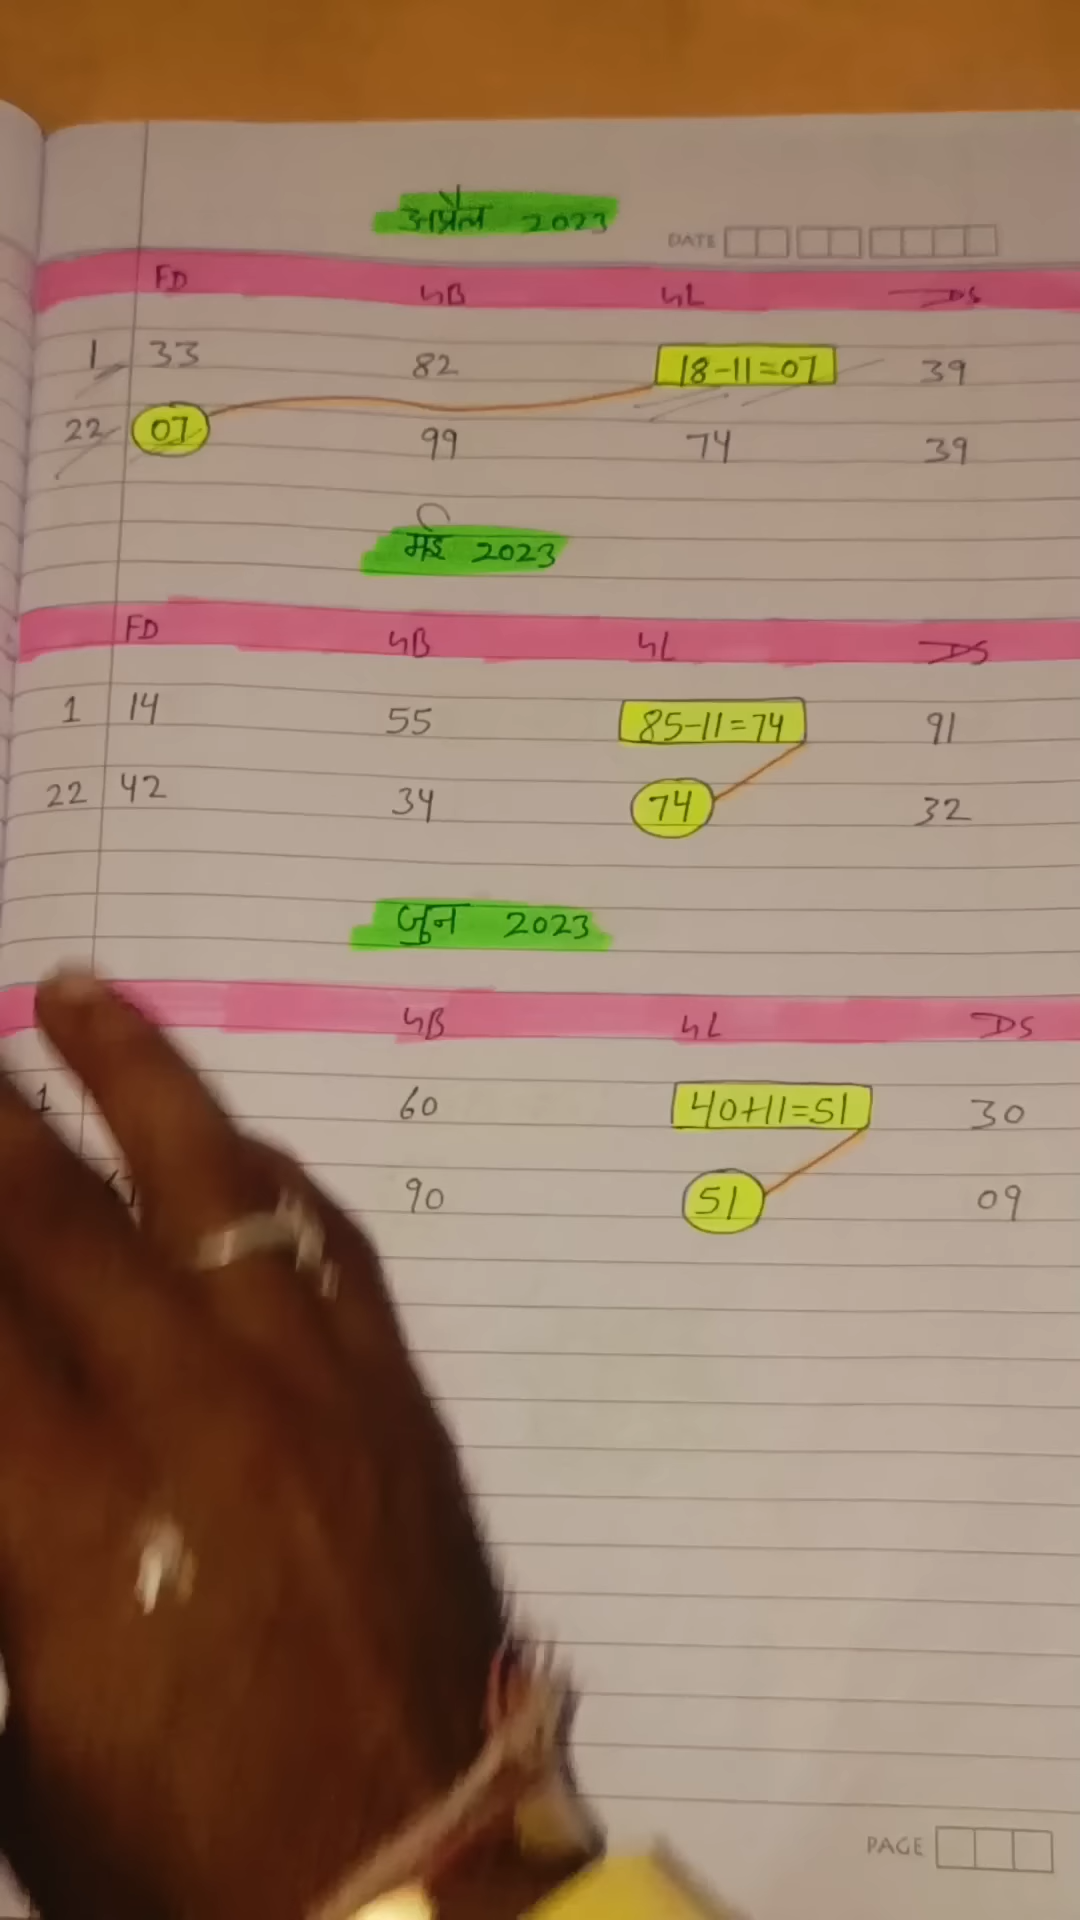 अप्रैल 2023
DATE
FD GB GL DS
1 33 82 18-11=07 39
22 07 99 74 39
मई 2023
FD GB GL DS
1 14 55 85-11=74 91
22 42 34 74 32
जून 2023
GB GL DS
1 60 40+11=51 30
90 51 09
PAGE